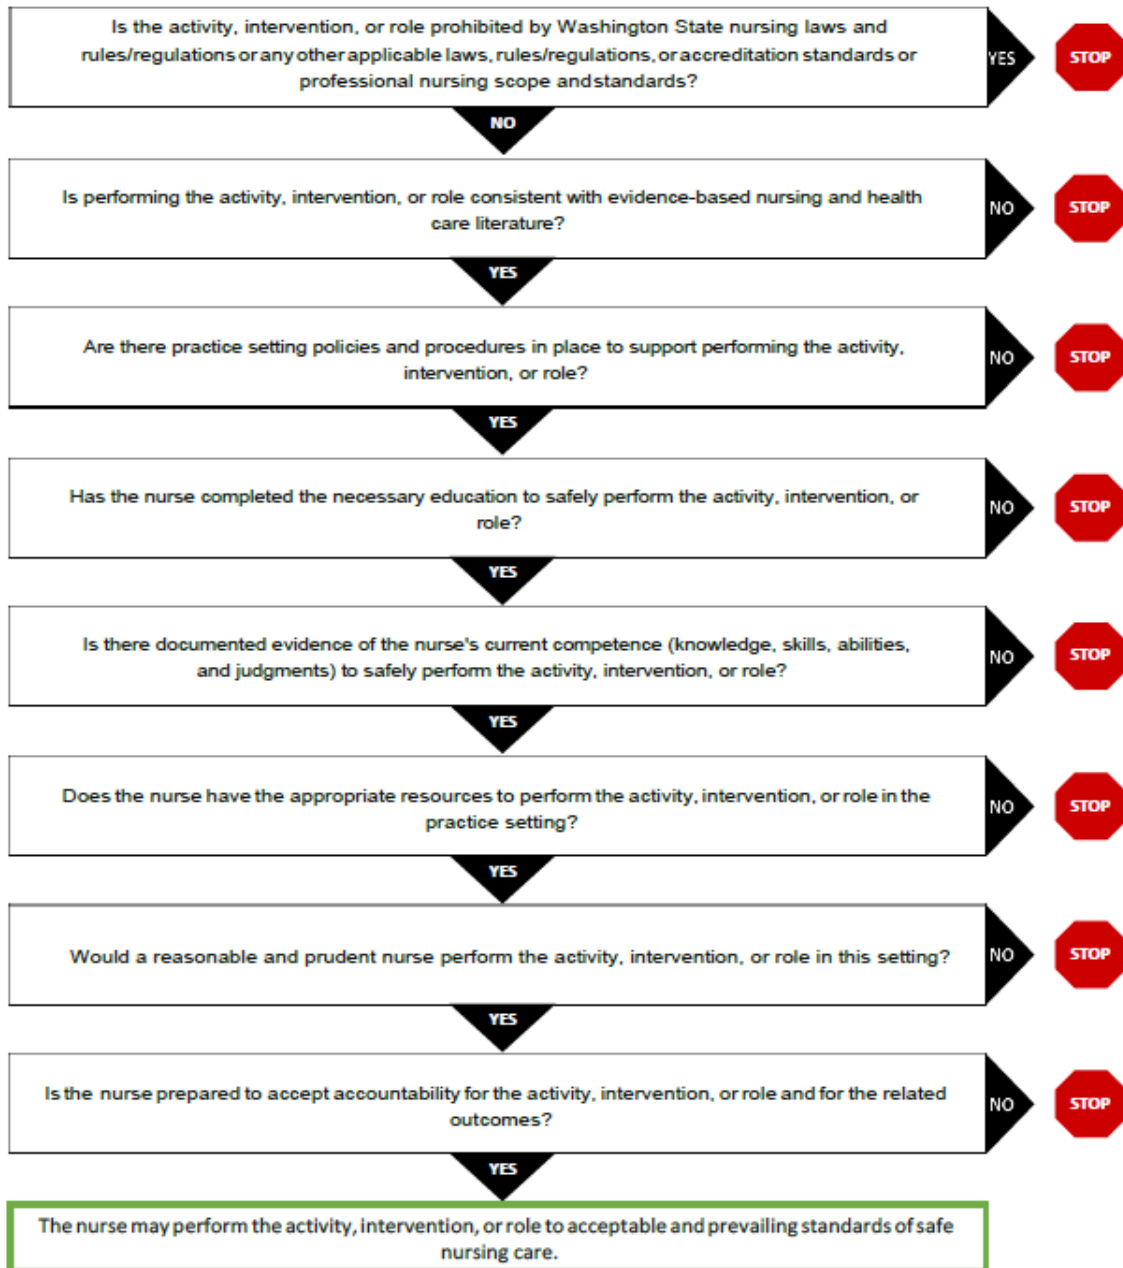 Is the activity, intervention, or role prohibited by Washington State nursing laws and
rules/regulations or any other applicable laws, rules/regulations, or accreditation standards or
professional nursing scope and standards?
YES
STOP
NO
Is performing the activity, intervention, or role consistent with evidence-based nursing and health
care literature?
NO
STOP
YES
Are there practice setting policies and procedures in place to support performing the activity,
intervention, or role?
NO
STOP
YES
Has the nurse completed the necessary education to safely perform the activity, intervention, or
role?
NO
STOP
YES
Is there documented evidence of the nurse's current competence (knowledge, skills, abilities,
and judgments) to safely perform the activity, intervention, or role?
NO
STOP
YES
Does the nurse have the appropriate resources to perform the activity, intervention, or role in the
practice setting?
NO
STOP
YES
Would a reasonable and prudent nurse perform the activity, intervention, or role in this setting?
NO
STOP
YES
Is the nurse prepared to accept accountability for the activity, intervention, or role and for the related
outcomes?
NO
STOP
YES
The nurse may perform the activity, intervention, or role to acceptable and prevailing standards of safe
nursing care.